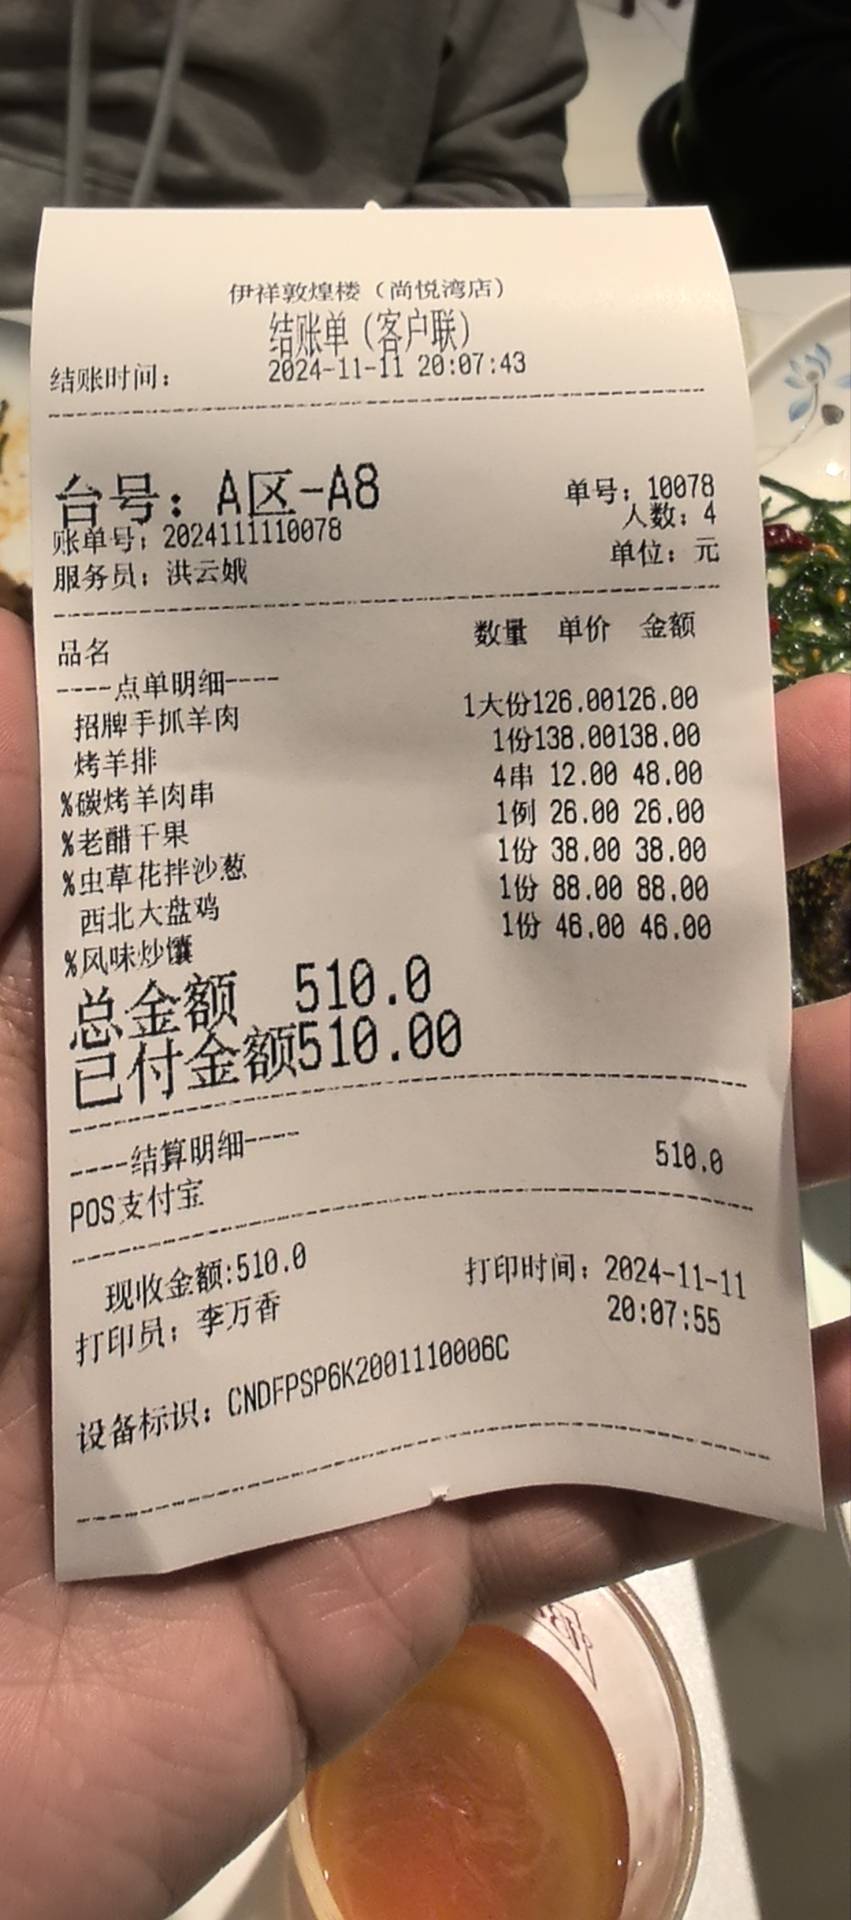 伊祥敦煌楼（尚悦湾店）
结账单（客户联）
结账时间： 2024-11-11 20:07:43
台号：A区-A8
单号：10078
账单号：2024111110078
人数：4
服务员：洪云娥
单位：元
品名 数量 单价 金额
----点单明细----
招牌手抓羊肉 1大份126.00126.00
烤羊排 1份138.00138.00
%碳烤羊肉串 4串 12.00 48.00
%老醋干果 1例 26.00 26.00
%虫草花拌沙葱 1份 38.00 38.00
西北大盘鸡 1份 88.00 88.00
%风味炒馕 1份 46.00 46.00
总金额 510.0
已付金额510.00
----结算明细----
POS支付宝 510.0
现收金额:510.0
打印时间：2024-11-11
打印员：李万香
20:07:55
设备标识：CNDFPSP6K2001110006C